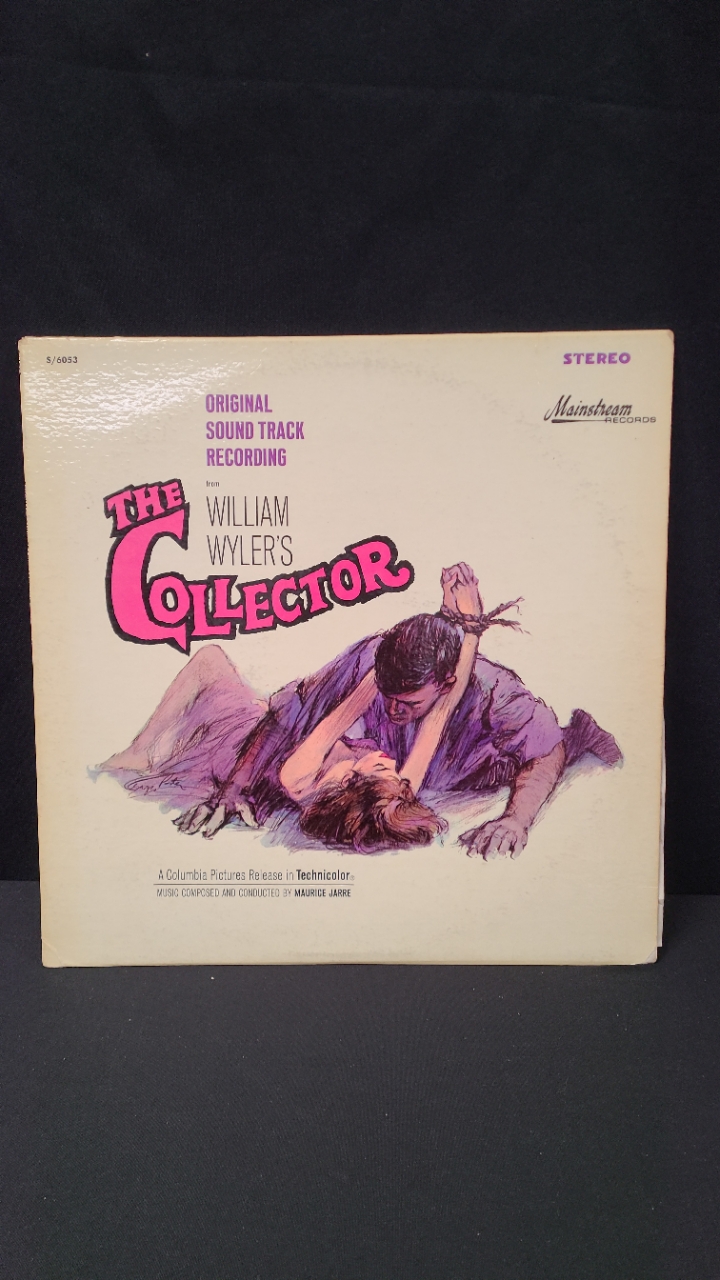 S/6053
STEREO
Mainstream
RECORDS
ORIGINAL
SOUND TRACK
RECORDING
from
WILLIAM
WYLER'S
THE
COLLECTOR
A Columbia Pictures Release in Technicolor®
MUSIC COMPOSED AND CONDUCTED BY MAURICE JARRE